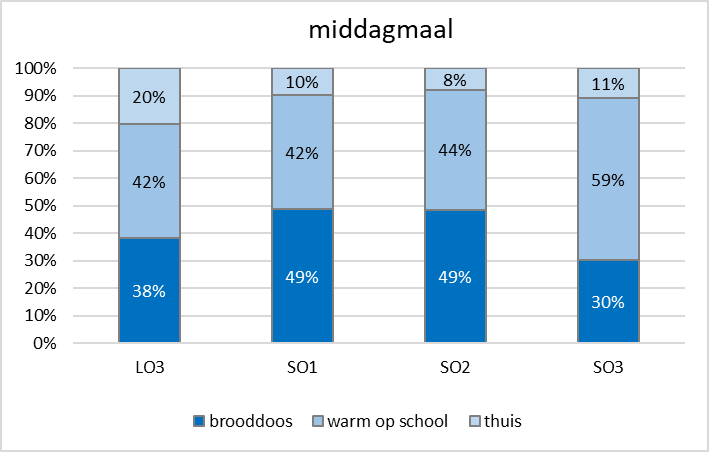 middagmaal
100%
90%
80%
70%
60%
50%
40%
30%
20%
10%
0%
20% 10% 8% 11%
42% 42% 44% 59%
38% 49% 49% 30%
LO3 SO1 SO2 SO3
brooddoos warm op school thuis